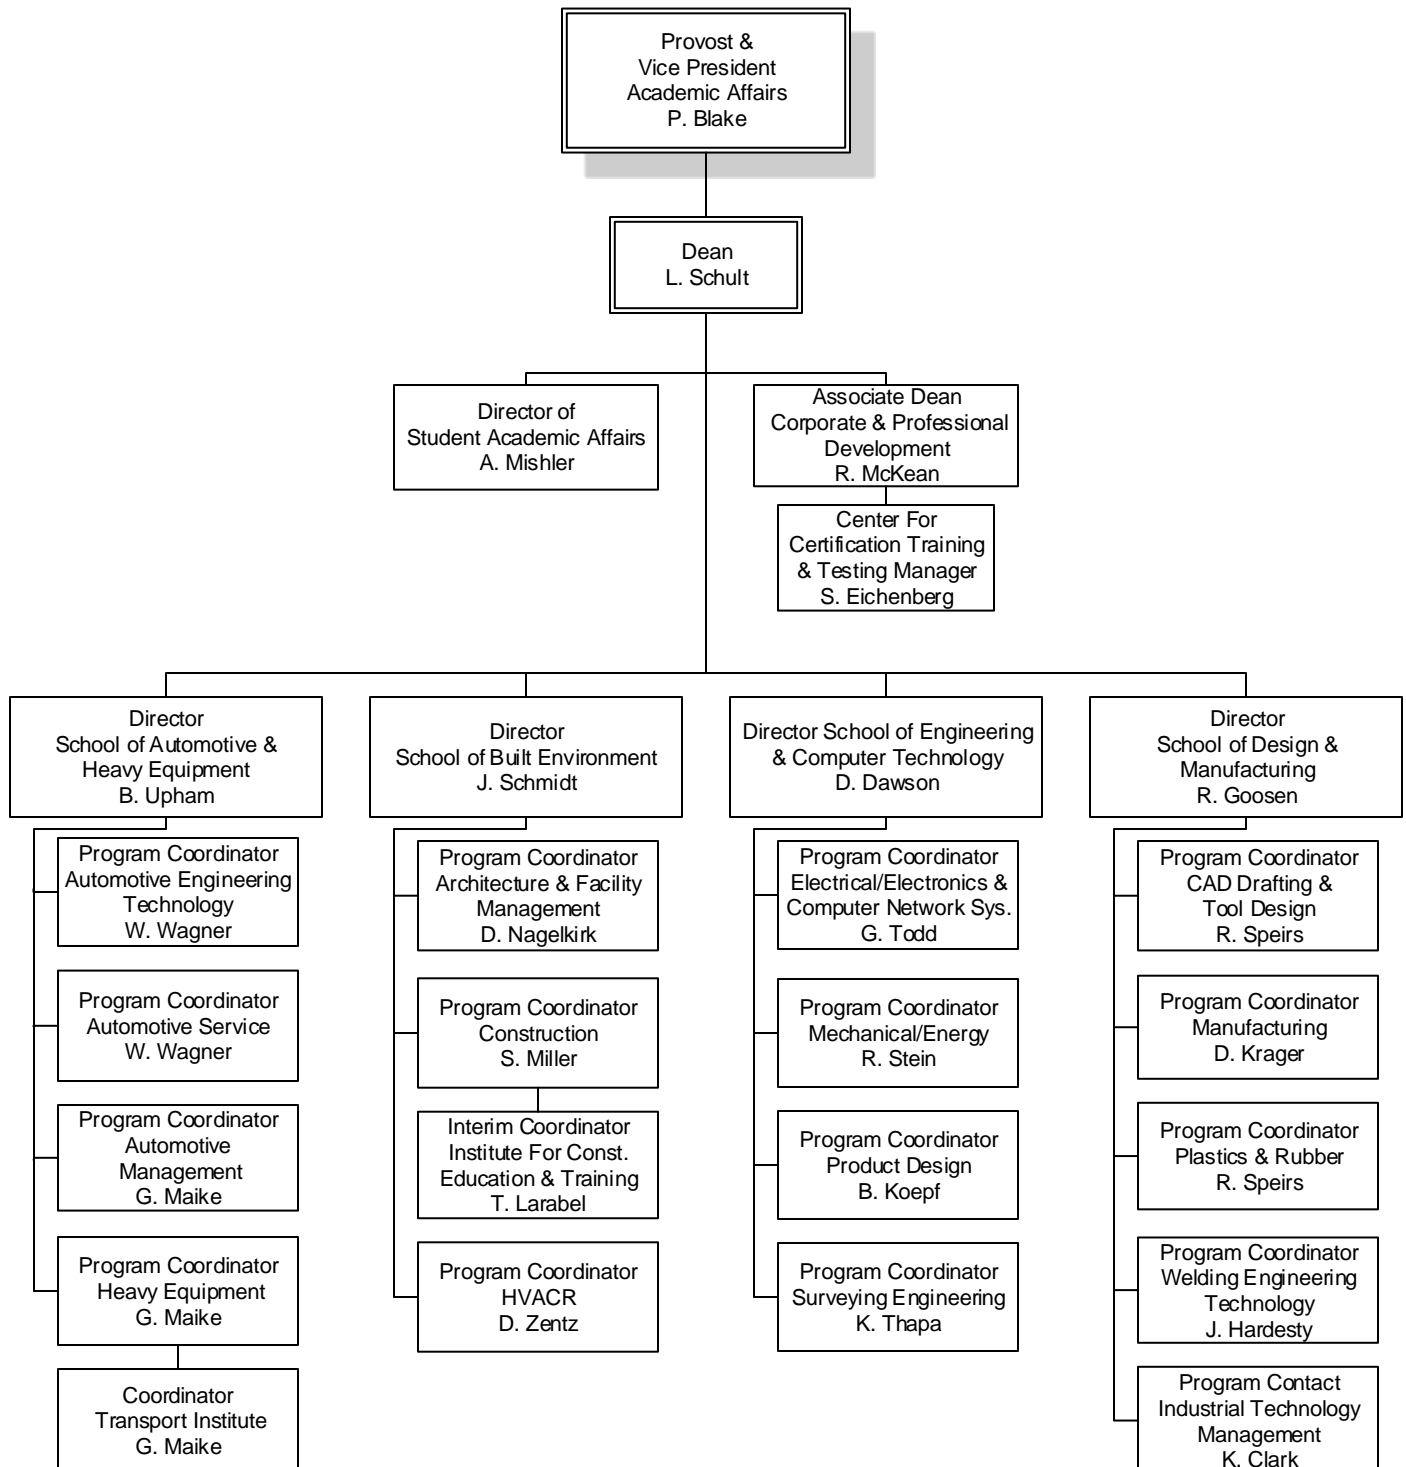 Provost &
Vice President
Academic Affairs
P. Blake
Dean
L. Schult
Director of
Student Academic Affairs
A. Mishler
Associate Dean
Corporate & Professional
Development
R. McKean
Center For
Certification Training
& Testing Manager
S. Eichenberg
Director
School of Automotive &
Heavy Equipment
B. Upham
Program Coordinator
Automotive Engineering
Technology
W. Wagner
Program Coordinator
Automotive Service
W. Wagner
Program Coordinator
Automotive
Management
G. Maike
Program Coordinator
Heavy Equipment
G. Maike
Coordinator
Transport Institute
G. Maike
Director
School of Built Environment
J. Schmidt
Program Coordinator
Architecture & Facility
Management
D. Nagelkirk
Program Coordinator
Construction
S. Miller
Interim Coordinator
Institute For Const.
Education & Training
T. Larabel
Program Coordinator
HVACR
D. Zentz
Director School of Engineering
& Computer Technology
D. Dawson
Program Coordinator
Electrical/Electronics &
Computer Network Sys.
G. Todd
Program Coordinator
Mechanical/Energy
R. Stein
Program Coordinator
Product Design
B. Koepf
Program Coordinator
Surveying Engineering
K. Thapa
Director
School of Design &
Manufacturing
R. Goosen
Program Coordinator
CAD Drafting &
Tool Design
R. Speirs
Program Coordinator
Manufacturing
D. Krager
Program Coordinator
Plastics & Rubber
R. Speirs
Program Coordinator
Welding Engineering
Technology
J. Hardesty
Program Contact
Industrial Technology
Management
K. Clark